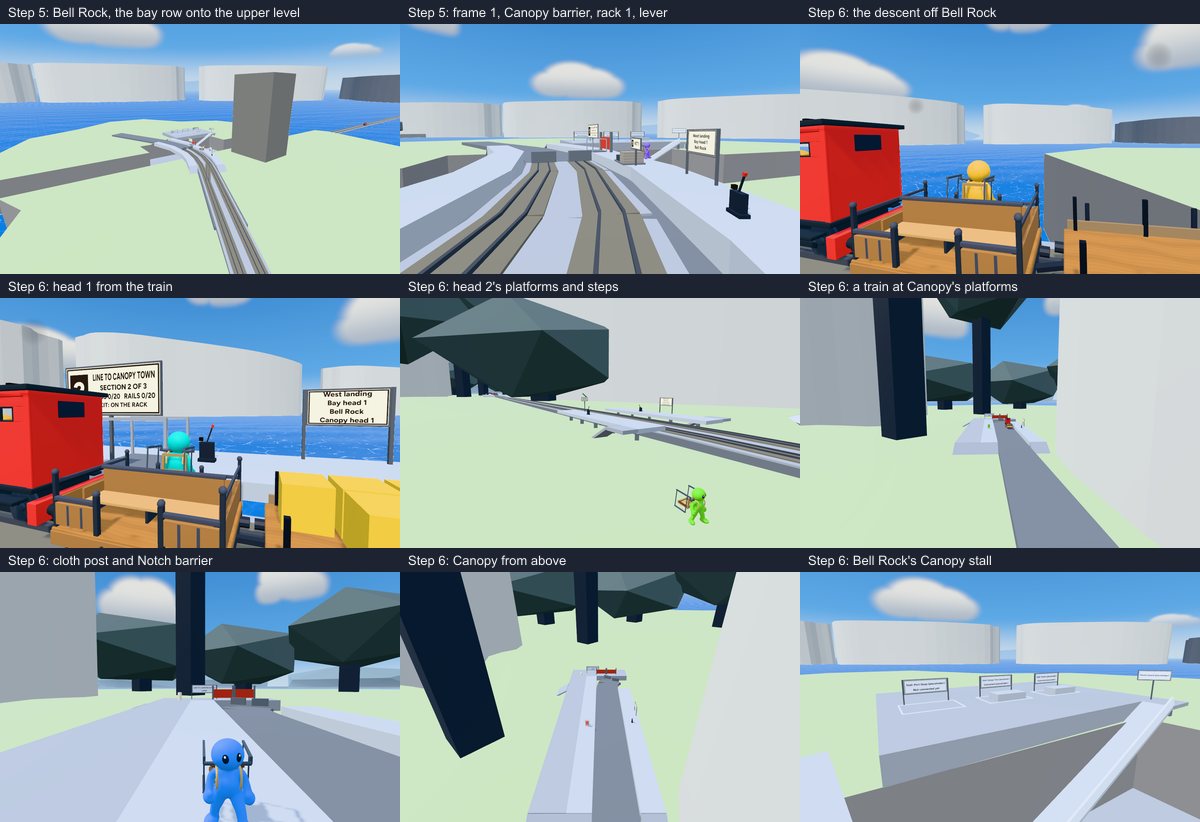 Step 5: Bell Rock, the bay row onto the upper level
Step 5: frame 1, Canopy barrier, rack 1, lever
Step 6: the descent off Bell Rock
West landing
Bay head 1
Bell Rock
Step 6: head 1 from the train
Step 6: head 2's platforms and steps
Step 6: a train at Canopy's platforms
LINE TO CANOPY TOWN
SECTION 2 OF 3
0/20 RAILS 0/20
ON THE RACK
West landing
Bay head 1
Bell Rock
Canopy head 1
Step 6: cloth post and Notch barrier
Step 6: Canopy from above
Step 6: Bell Rock's Canopy stall